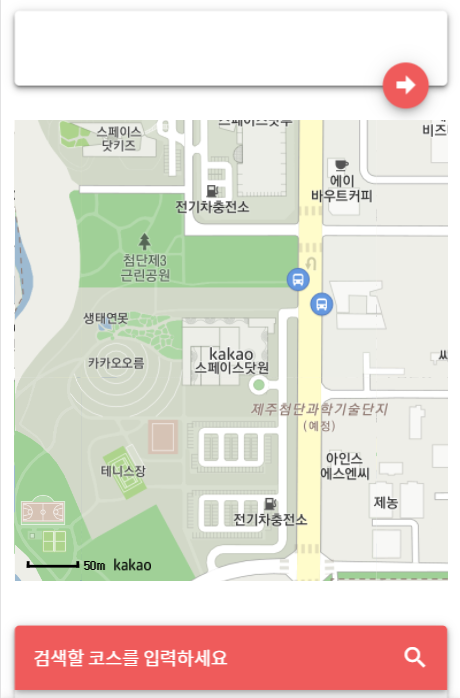 스페이스
닷키즈
비즈
에이
바우트커피
전기차충전소
첨단제3
근린공원
생태연못
kakao
스페이스닷원
카카오오름
제주첨단과학기술단지
(예정)
아인스
에스엔씨
테니스장
제농
전기차충전소
50m kakao
검색할 코스를 입력하세요